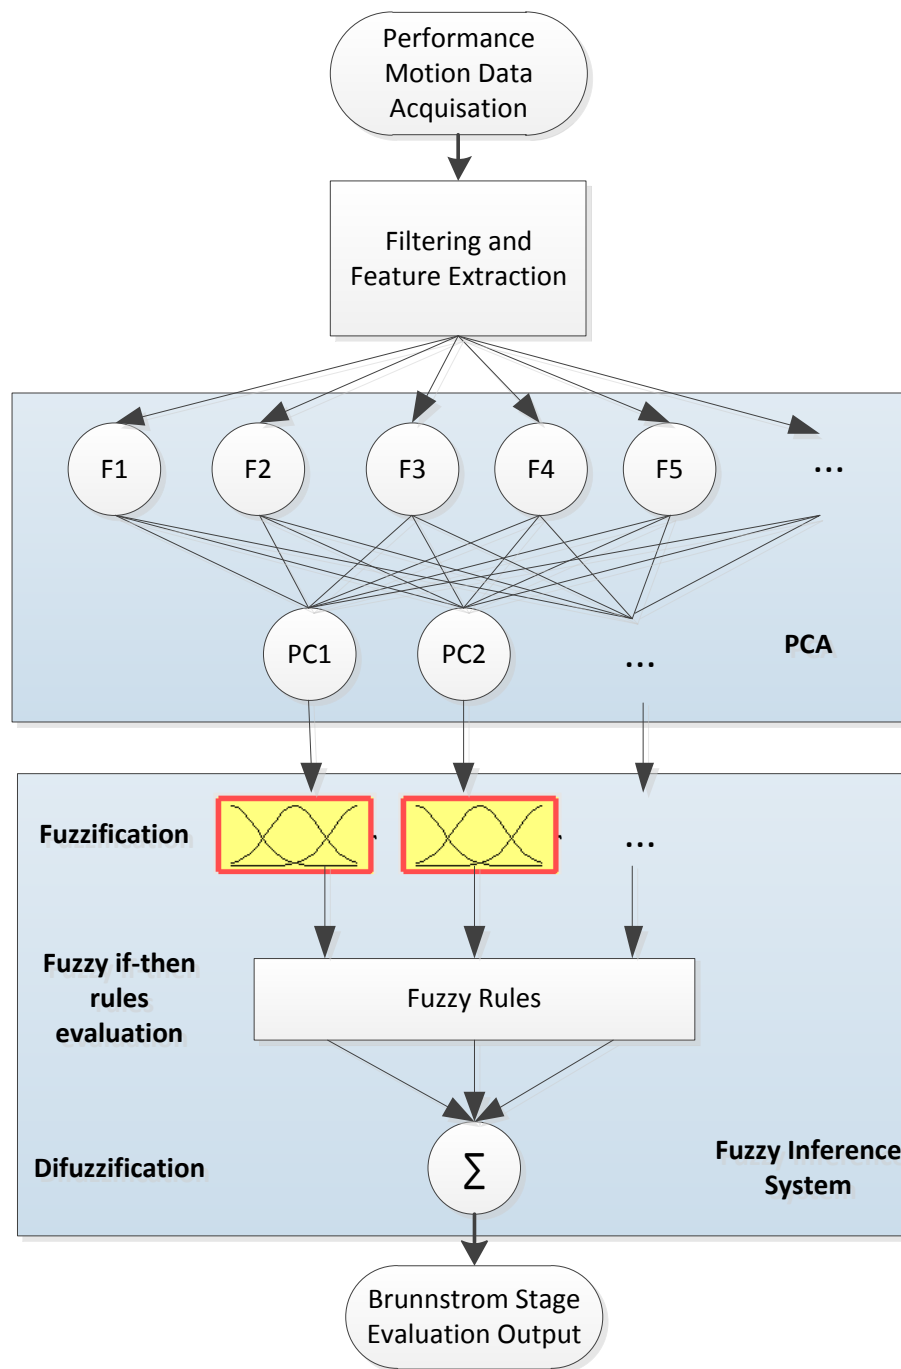 Performance
Motion Data
Acquisation
Filtering and
Feature Extraction
F1 F2 F3 F4 F5 ...
PC1 PC2 ... PCA
Fuzzification ...
Fuzzy if-then
rules
evaluation
Fuzzy Rules
Difuzzification
∑
Fuzzy Inference
System
Brunnstrom Stage
Evaluation Output